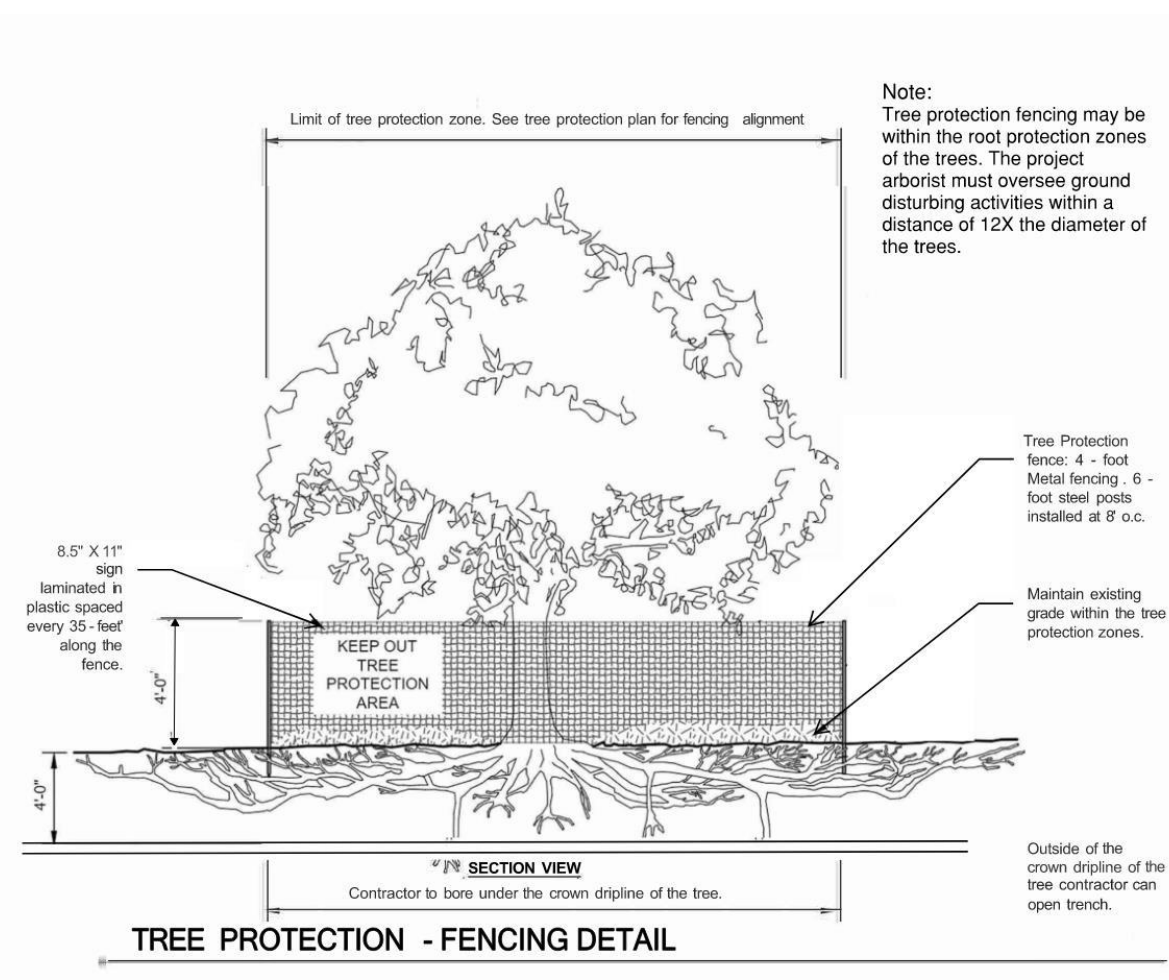 Limit of tree protection zone. See tree protection plan for fencing alignment
Note:
Tree protection fencing may be
within the root protection zones
of the trees. The project
arborist must oversee ground
disturbing activities within a
distance of 12X the diameter of
the trees.
Tree Protection
fence: 4 - foot
Metal fencing . 6 -
foot steel posts
installed at 8' o.c.
8.5" X 11"
sign
laminated in
plastic spaced
every 35 - feet'
along the
fence.
Maintain existing
grade within the tree
protection zones.
KEEP OUT
TREE
PROTECTION
AREA
4'-0"
4'-0"
SECTION VIEW
Contractor to bore under the crown dripline of the tree.
Outside of the
crown dripline of the
tree contractor can
open trench.
TREE PROTECTION - FENCING DETAIL